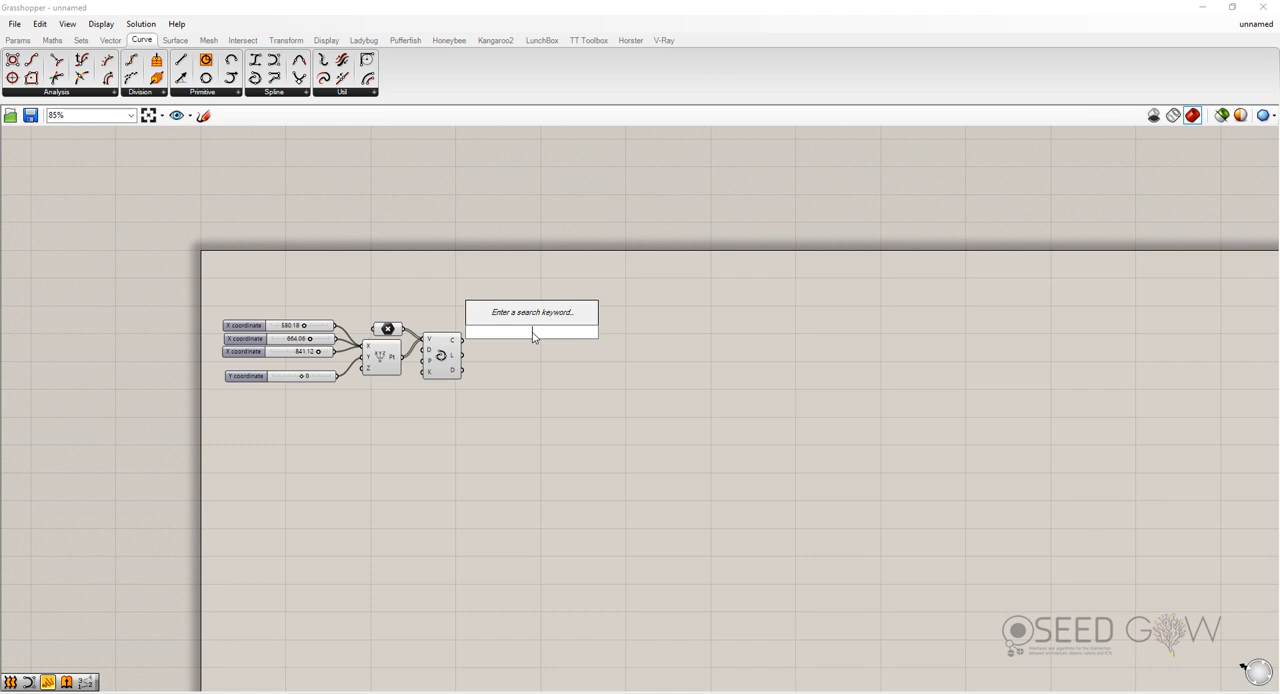 Grasshopper - unnamed
File Edit View Display Solution Help
unnamed
Params Maths Sets Vector Curve Surface Mesh Intersect Transform Display Ladybug Pufferfish Honeybee Kangaroo2 LunchBox TT Toolbox Horster V-Ray
Analysis Division Primitive Spline Util
85%
Enter a search keyword..
X coordinate 580.18
X coordinate 664.06
X coordinate 841.12
Y coordinate 0
X
Y
Z
XYZ
Pt
V
D
P
K
C
L
D
SEED G W